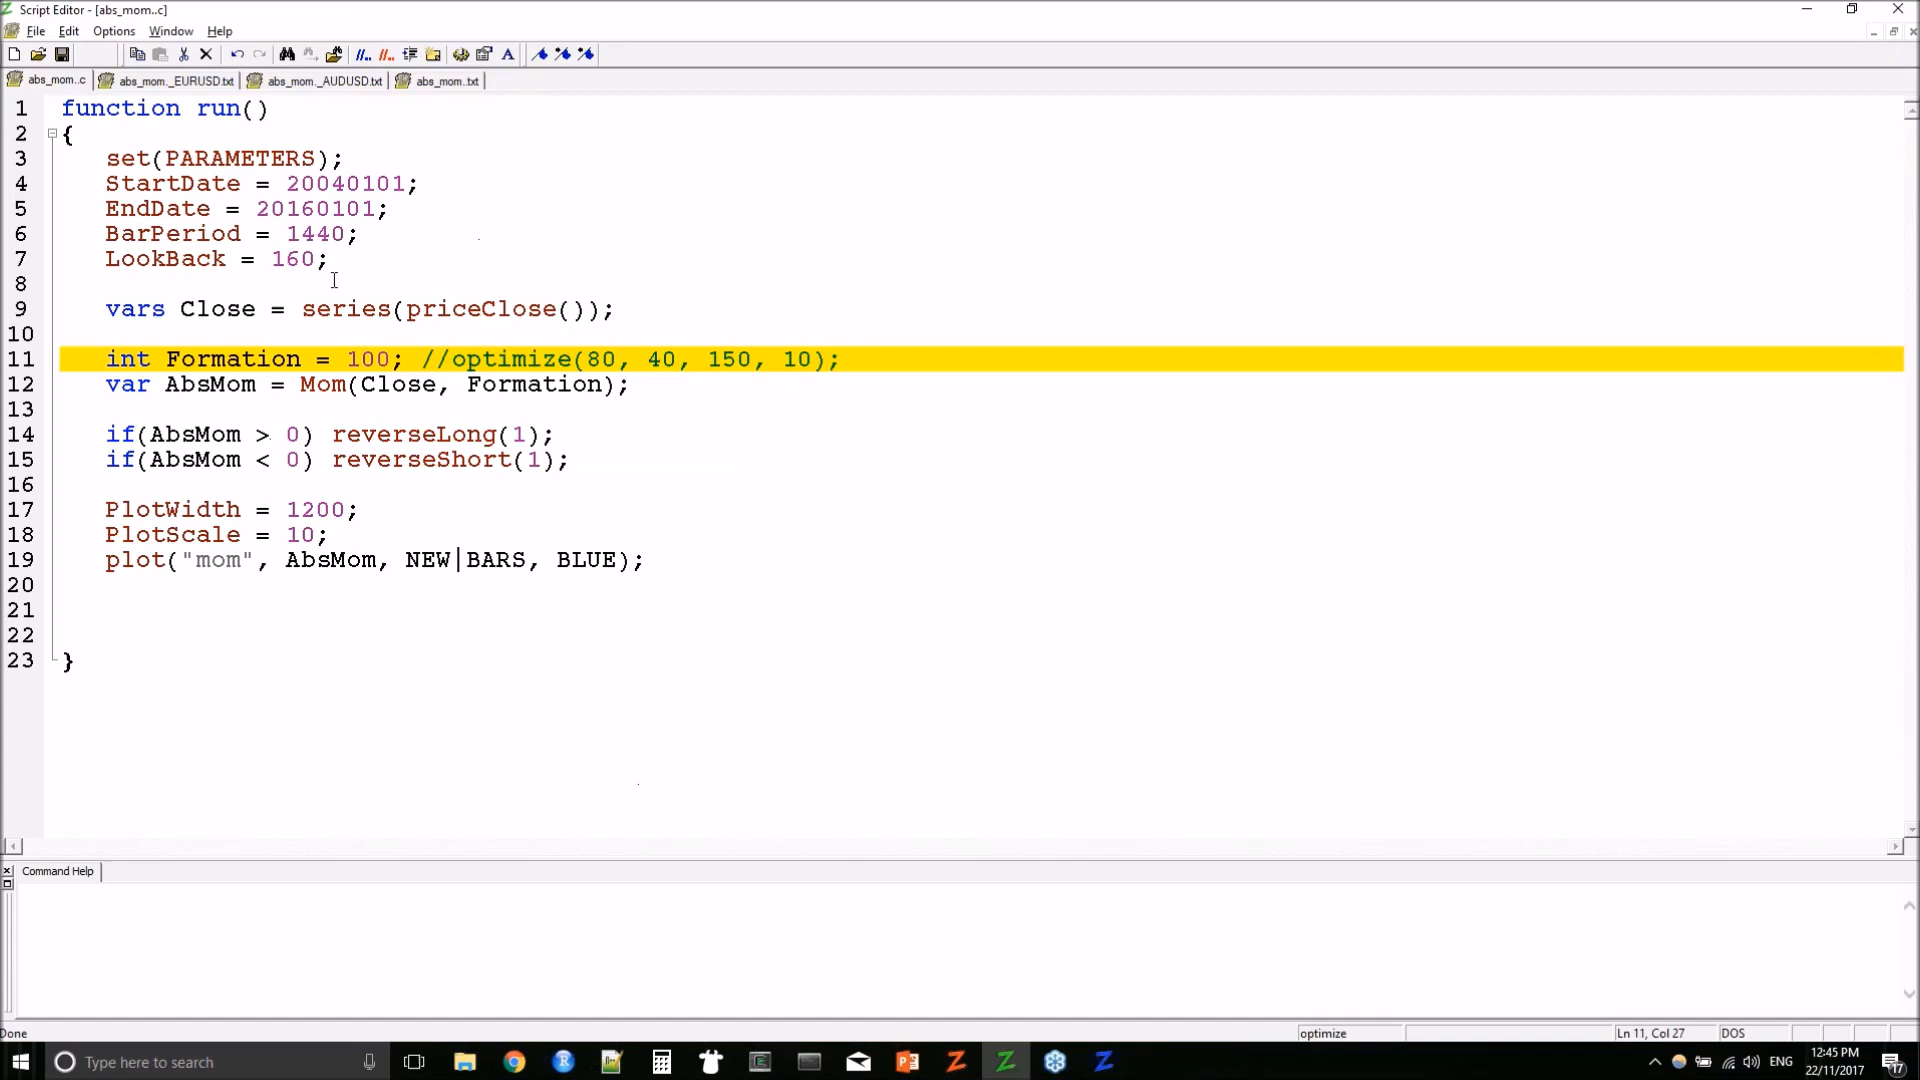 Script Editor - [abs_mom..c]
File Edit Options Window Help
abs_mom..c abs_mom._EURUSD.txt abs_mom._AUDUSD.txt abs_mom..txt
1 function run()
2 {
3 set(PARAMETERS);
4 StartDate = 20040101;
5 EndDate = 20160101;
6 BarPeriod = 1440;
7 LookBack = 160;
8
9 vars Close = series(priceClose());
10
11 int Formation = 100; //optimize(80, 40, 150, 10);
12 var AbsMom = Mom(Close, Formation);
13
14 if(AbsMom > 0) reverseLong(1);
15 if(AbsMom < 0) reverseShort(1);
16
17 PlotWidth = 1200;
18 PlotScale = 10;
19 plot("mom", AbsMom, NEW|BARS, BLUE);
20
21
22
23 }
Command Help
Done optimize Ln 11, Col 27 DOS
Type here to search ENG 12:45 PM
22/11/2017 17